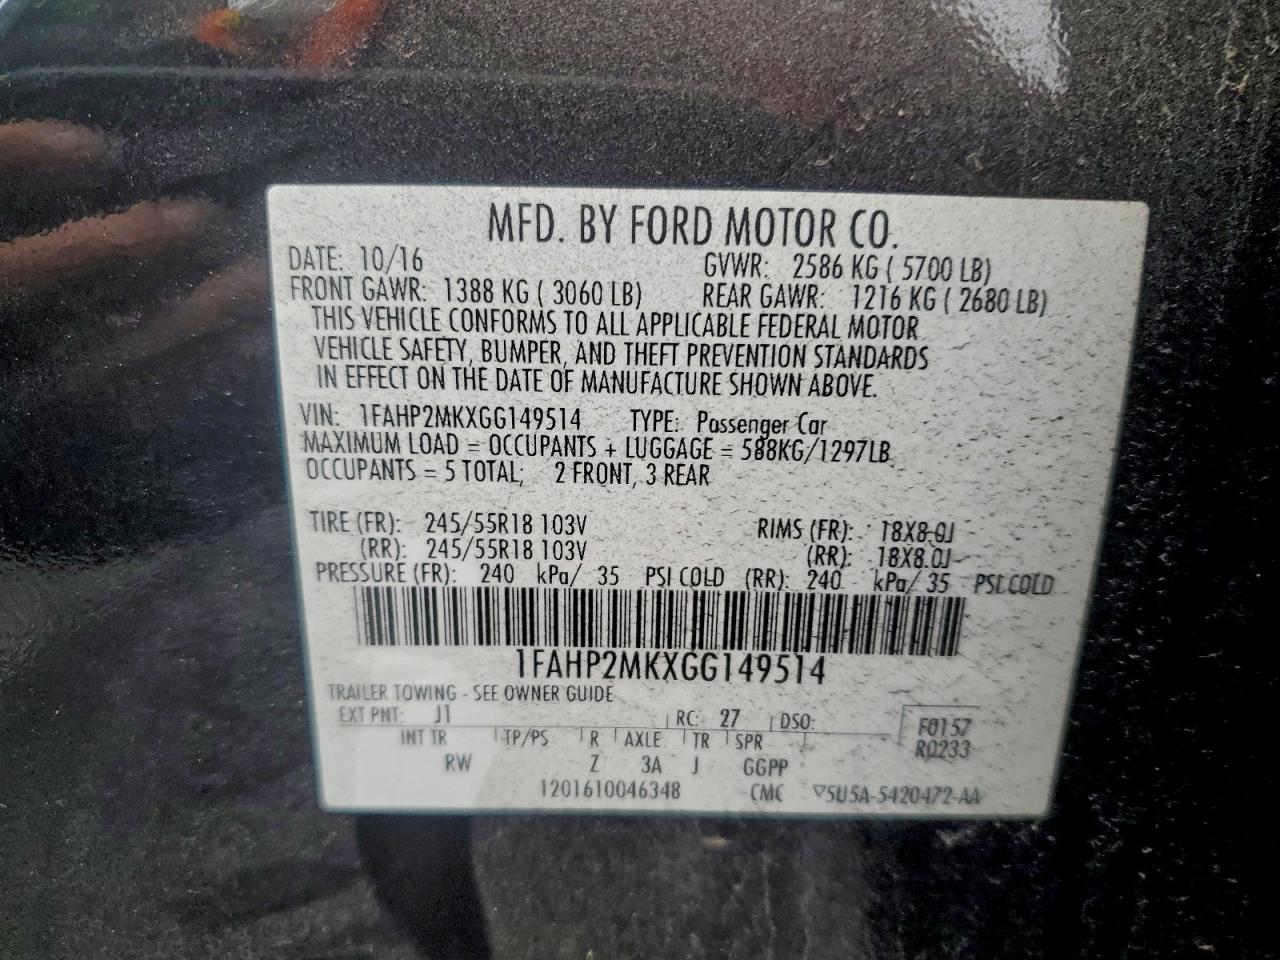 MFD. BY FORD MOTOR CO.
DATE: 10/16 GVWR: 2586 KG ( 5700 LB)
FRONT GAWR: 1388 KG ( 3060 LB) REAR GAWR: 1216 KG ( 2680 LB)
THIS VEHICLE CONFORMS TO ALL APPLICABLE FEDERAL MOTOR
VEHICLE SAFETY, BUMPER, AND THEFT PREVENTION STANDARDS
IN EFFECT ON THE DATE OF MANUFACTURE SHOWN ABOVE.
VIN: 1FAHP2MKXGG149514 TYPE: Passenger Car
MAXIMUM LOAD = OCCUPANTS + LUGGAGE = 588KG/1297LB
OCCUPANTS = 5 TOTAL; 2 FRONT, 3 REAR
TIRE (FR): 245/55R18 103V RIMS (FR): 18X8.0J
(RR): 245/55R18 103V (RR): 18X8.0J
PRESSURE (FR): 240 kPa/ 35 PSI COLD (RR): 240 kPa/ 35 PSI COLD
1FAHP2MKXGG149514
TRAILER TOWING - SEE OWNER GUIDE
EXT PNT: J1 RC: 27 DSO: F0157
INT TR TP/PS R AXLE TR SPR R0233
RW Z 3A J GGPP
1201610046348 CMC ▽5U5A-5420472-AA